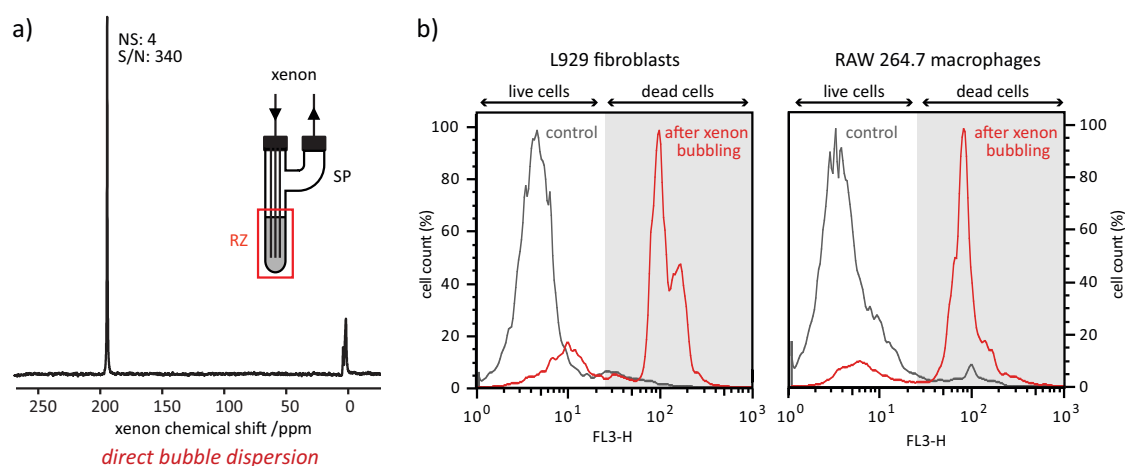 a)
NS: 4
S/N: 340
xenon
SP
RZ
250 200 150 100 50 0
xenon chemical shift /ppm
direct bubble dispersion
b)
L929 fibroblasts
live cells dead cells
control
after xenon
bubbling
100
80
60
40
20
0
cell count (%)
10^0 10^1 10^2 10^3
FL3-H
RAW 264.7 macrophages
live cells dead cells
control
after xenon
bubbling
100
80
60
40
20
0
cell count (%)
10^0 10^1 10^2 10^3
FL3-H